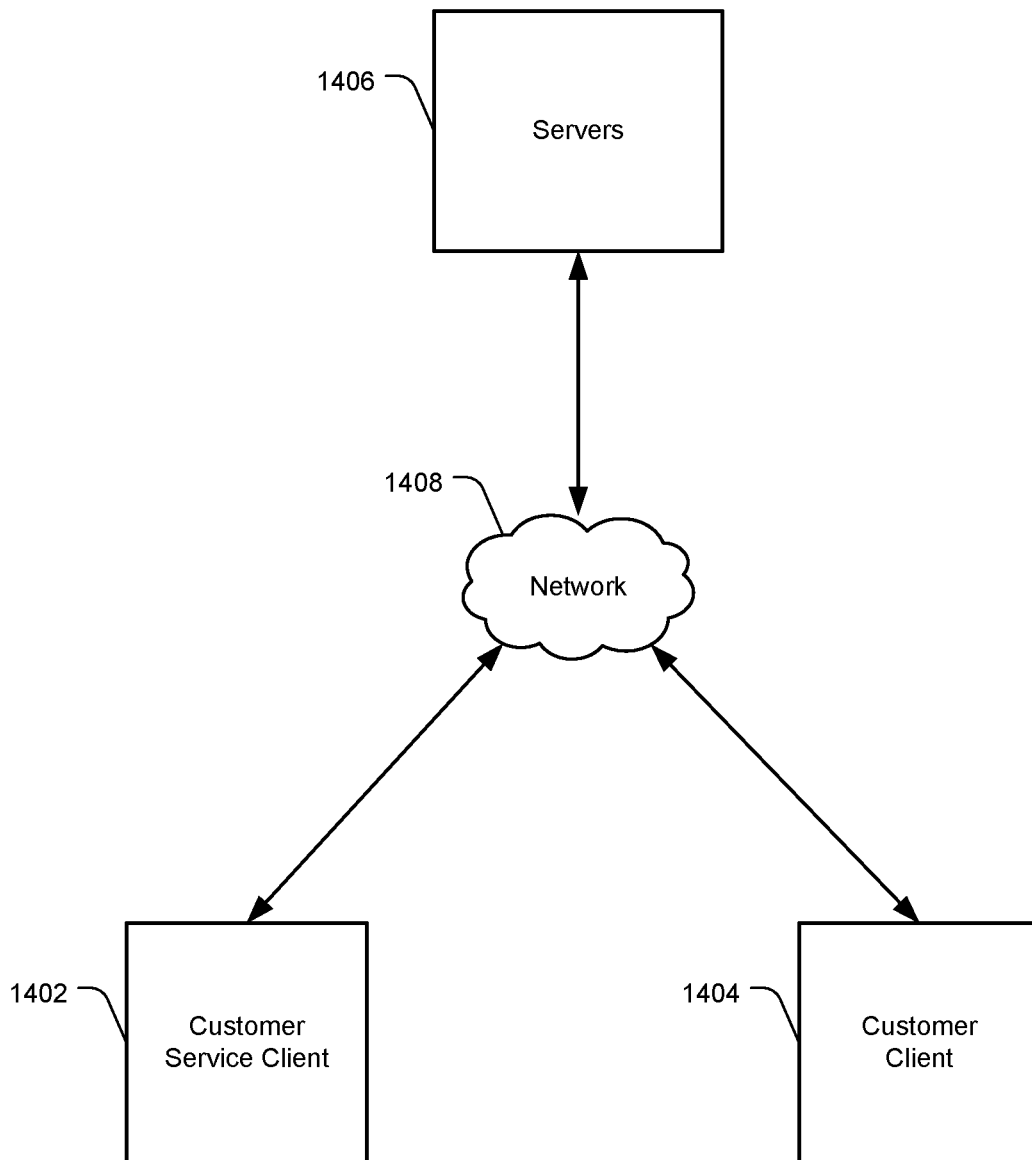 1406
Servers
1408
Network
1402
Customer
Service Client
1404
Customer
Client